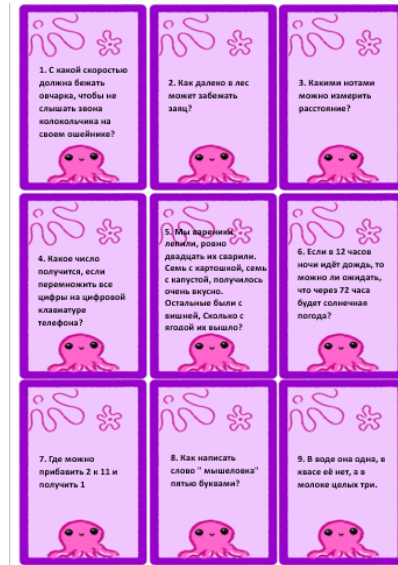 1. С какой скоростью
должна бежать
овчарка, чтобы не
слышать звона
колокольчика на
своем ошейнике?
2. Как далеко в лес
может забежать
заяц?
3. Какими нотами
можно измерить
расстояние?
4. Какое число
получится, если
перемножить все
цифры на цифровой
клавиатуре
телефона?
5. Мы вареники
лепили, ровно
двадцать их сварили.
Семь с картошкой, семь
с капустой, получилось
очень вкусно.
Остальные были с
вишней, Сколько с
ягодой их вышло?
6. Если в 12 часов
ночи идёт дождь, то
можно ли ожидать,
что через 72 часа
будет солнечная
погода?
7. Где можно
прибавить 2 к 11 и
получить 1
8. Как написать
слово " мышеловка"
пятью буквами?
9. В воде она одна, в
квасе её нет, а в
молоке целых три.